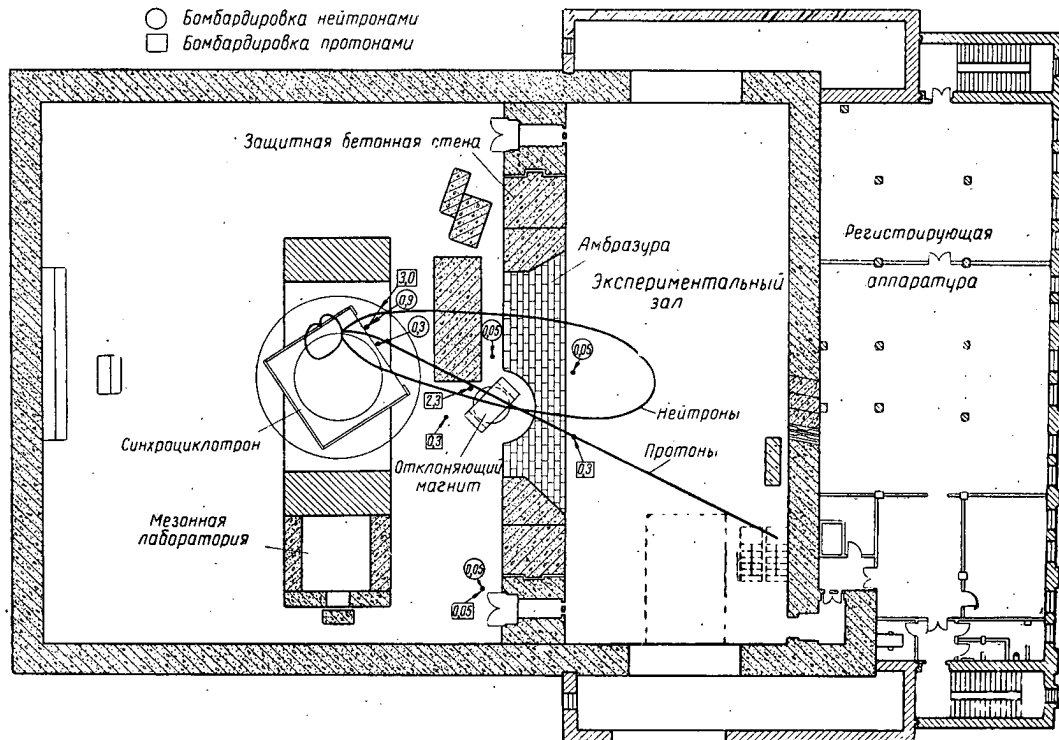 Бомбардировка нейтронами
Бомбардировка протонами
Защитная бетонная стена
Амбразура
Экспериментальный
зал
Регистрирующая
аппаратура
3,0
0,9
0,3
0,05
0,05
2,3
0,3
Нейтроны
Синхроциклотрон
Отклоняющий
магнит
0,3
Протоны
Мезонная
лаборатория
0,05
0,05